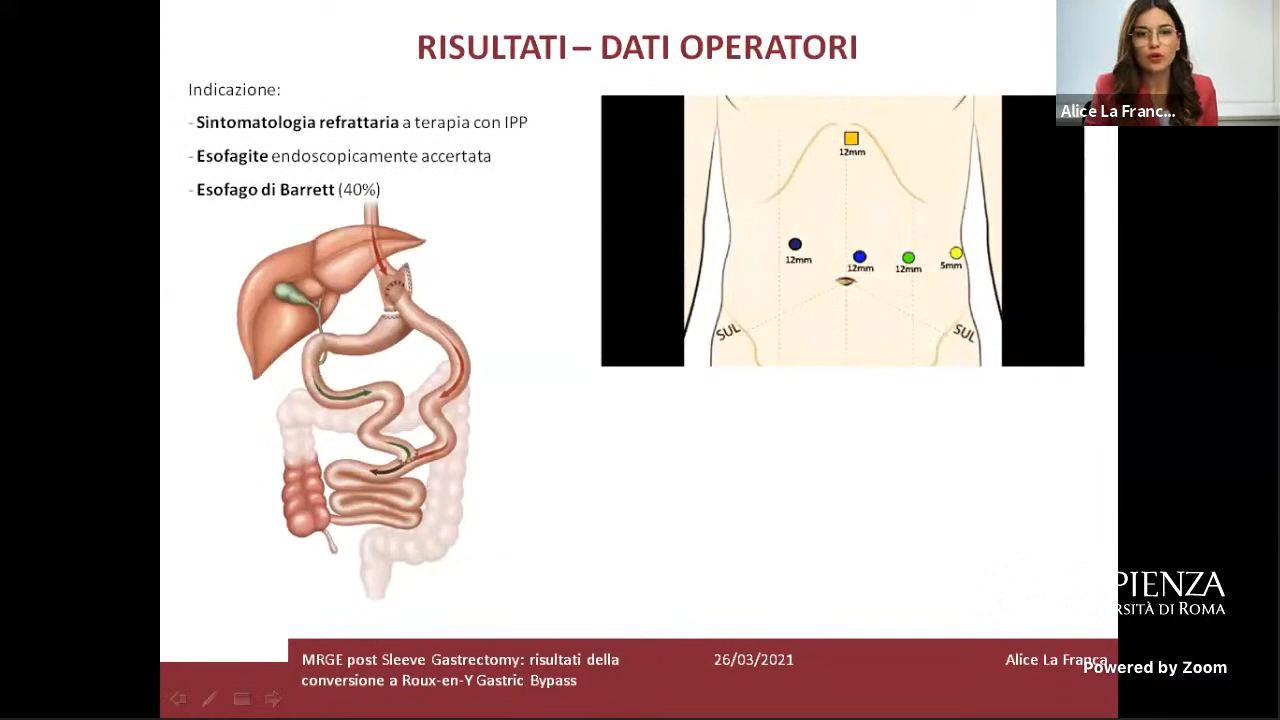 RISULTATI – DATI OPERATORI
Indicazione:
- Sintomatologia refrattaria a terapia con IPP
- Esofagite endoscopicamente accertata
- Esofago di Barrett (40%)
Alice La Franc...
12mm
12mm
12mm
12mm
5mm
SUL
SUL
PIENZA
RSITÀ DI ROMA
MRGE post Sleeve Gastrectomy: risultati della
conversione a Roux-en-Y Gastric Bypass
26/03/2021
Alice La Franca
Powered by Zoom